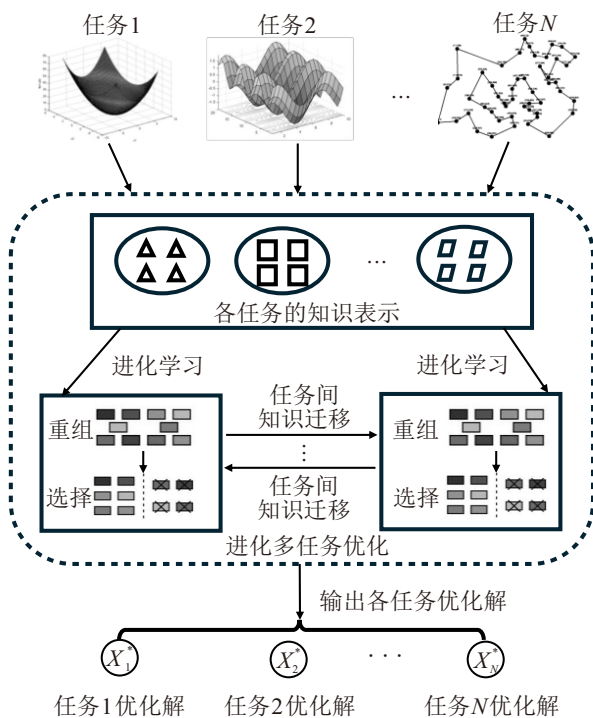 任务1
任务2
任务N
...
...
各任务的知识表示
进化学习
进化学习
重组
选择
任务间
知识迁移
⋮
任务间
知识迁移
重组
选择
进化多任务优化
输出各任务优化解
X₁*
X₂*
· · ·
X_N*
任务1优化解
任务2优化解
任务N优化解